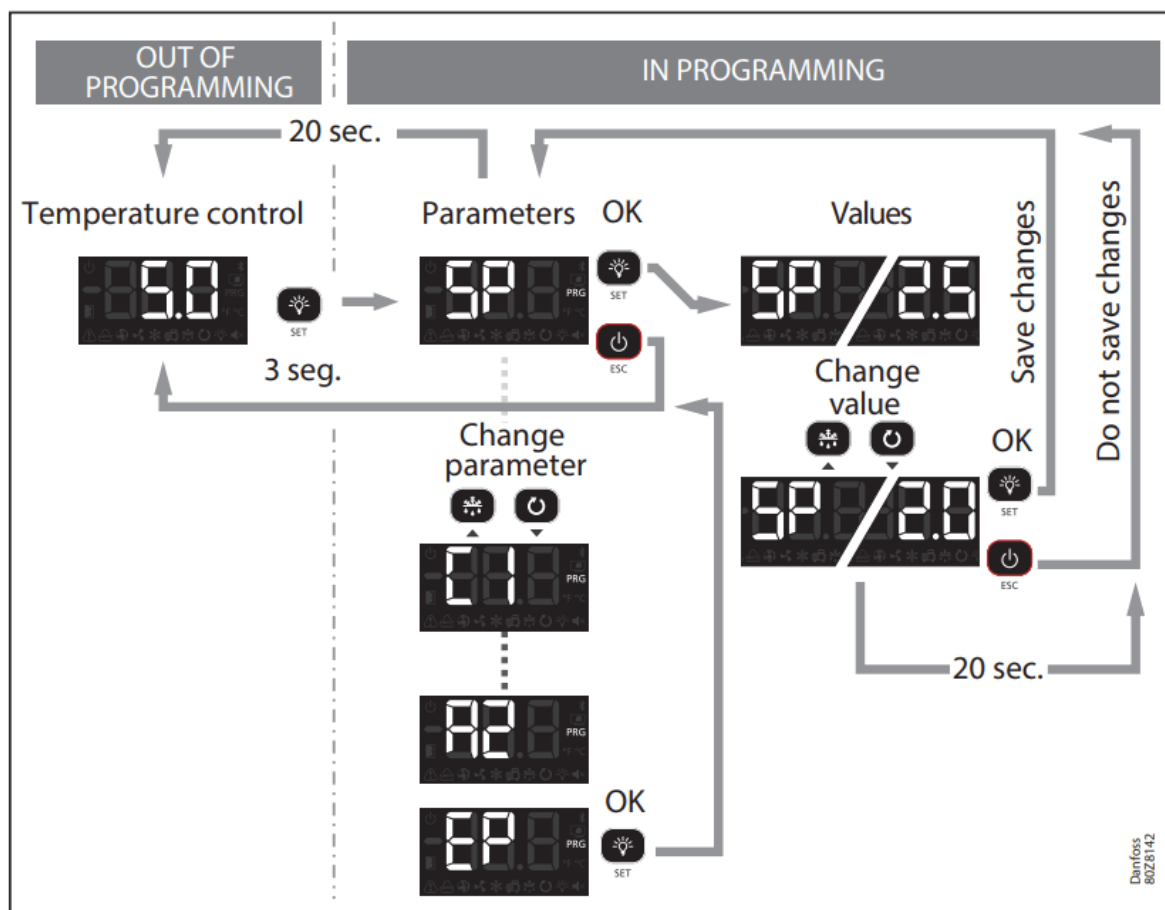 OUT OF
PROGRAMMING
IN PROGRAMMING
20 sec.
Temperature control
Parameters
OK
Values
5.0
PRG
SET
SP
PRG
SET
ESC
SP
2.5
3 seg.
Save changes
Do not save changes
Change
parameter
Change
value
OK
SP
2.0
SET
ESC
C1
PRG
20 sec.
A2
PRG
EP
PRG
OK
SET
Danfoss
80Z8142